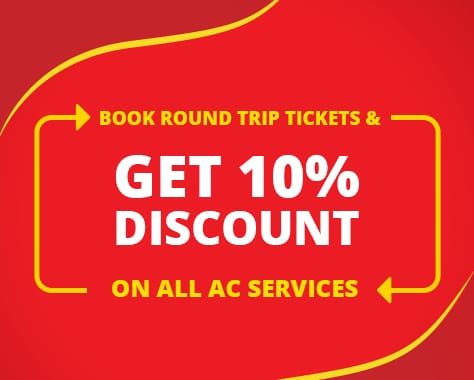 BOOK ROUND TRIP TICKETS &
GET 10%
DISCOUNT
ON ALL AC SERVICES